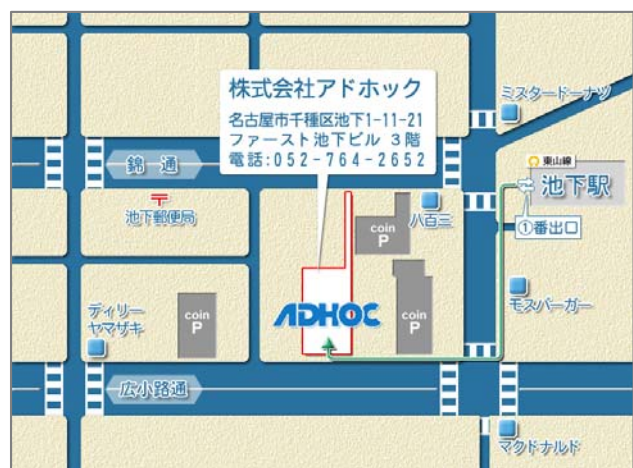 株式会社アドホック
名古屋市千種区池下1-11-21
ファースト池下ビル 3階
電話:052-764-2652
ミスタードーナツ
錦通
東山線
池下駅
①番出口
〒
池下郵便局
coin
P
八百三
ADHOC
coin
P
coin
P
モスバーガー
デイリー
ヤマザキ
広小路通
マクドナルド